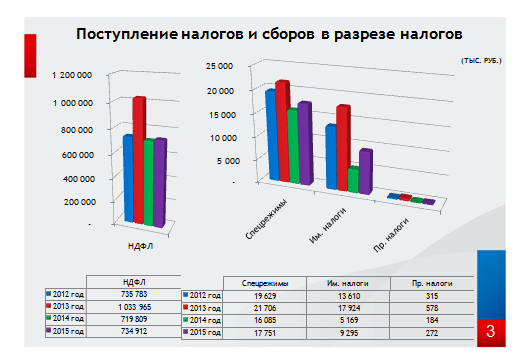 Поступление налогов и сборов в разрезе налогов
(ТЫС. РУБ.)
1 200 000
1 000 000
800 000
600 000
400 000
200 000
-
НДФЛ
25 000
20 000
15 000
10 000
5 000
-
Спецрежимы
Им. налоги
Пр. налоги
НДФЛ
2012 год 735 783
2013 год 1 033 965
2014 год 719 809
2015 год 734 912
Спецрежимы Им. налоги Пр. налоги
2012 год 19 629 13 610 315
2013 год 21 706 17 924 578
2014 год 16 085 5 169 184
2015 год 17 751 9 295 272
3